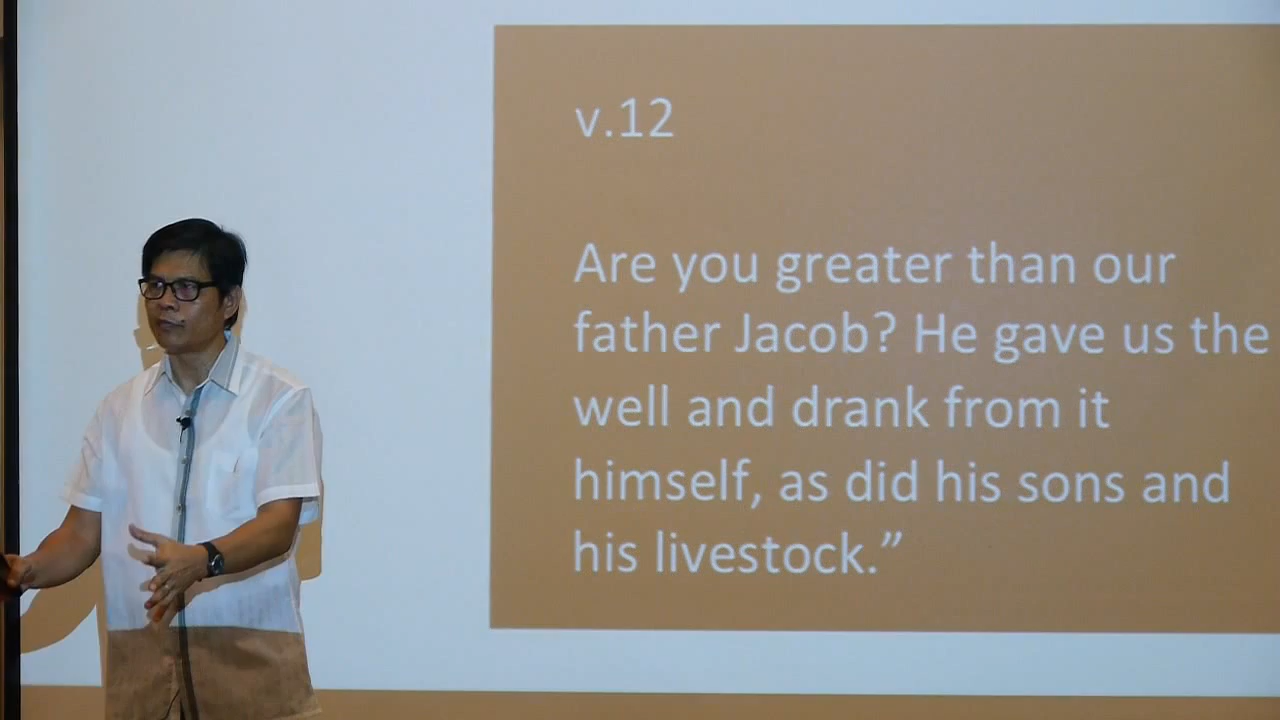 v.12
Are you greater than our
father Jacob? He gave us the
well and drank from it
himself, as did his sons and
his livestock.”